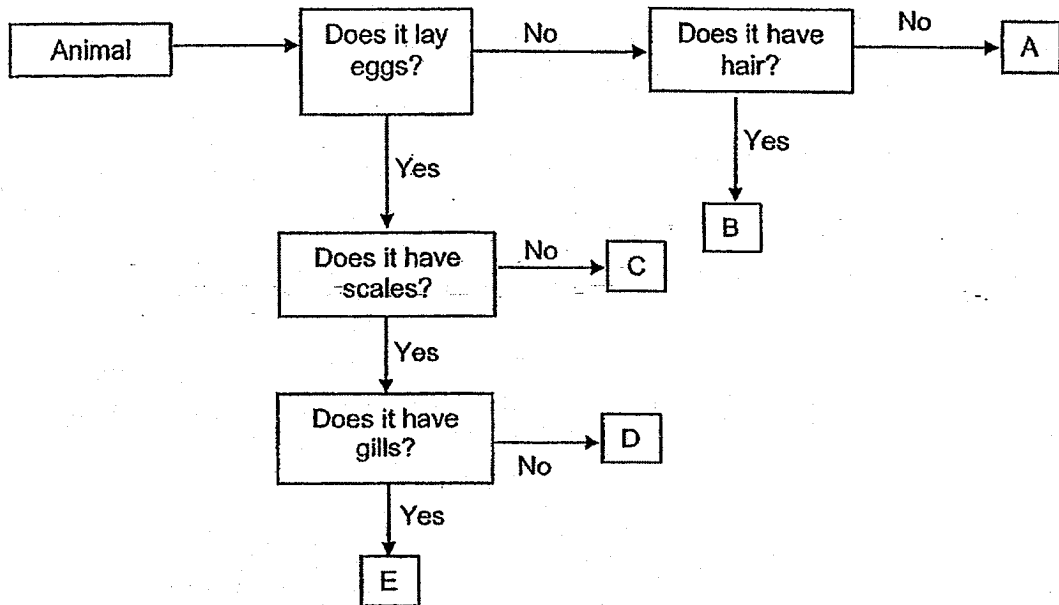 Animal
Does it lay
eggs?
No
Does it have
hair?
No
A
Yes
Yes
B
Does it have
scales?
No
C
Yes
Does it have
gills?
No
D
Yes
E